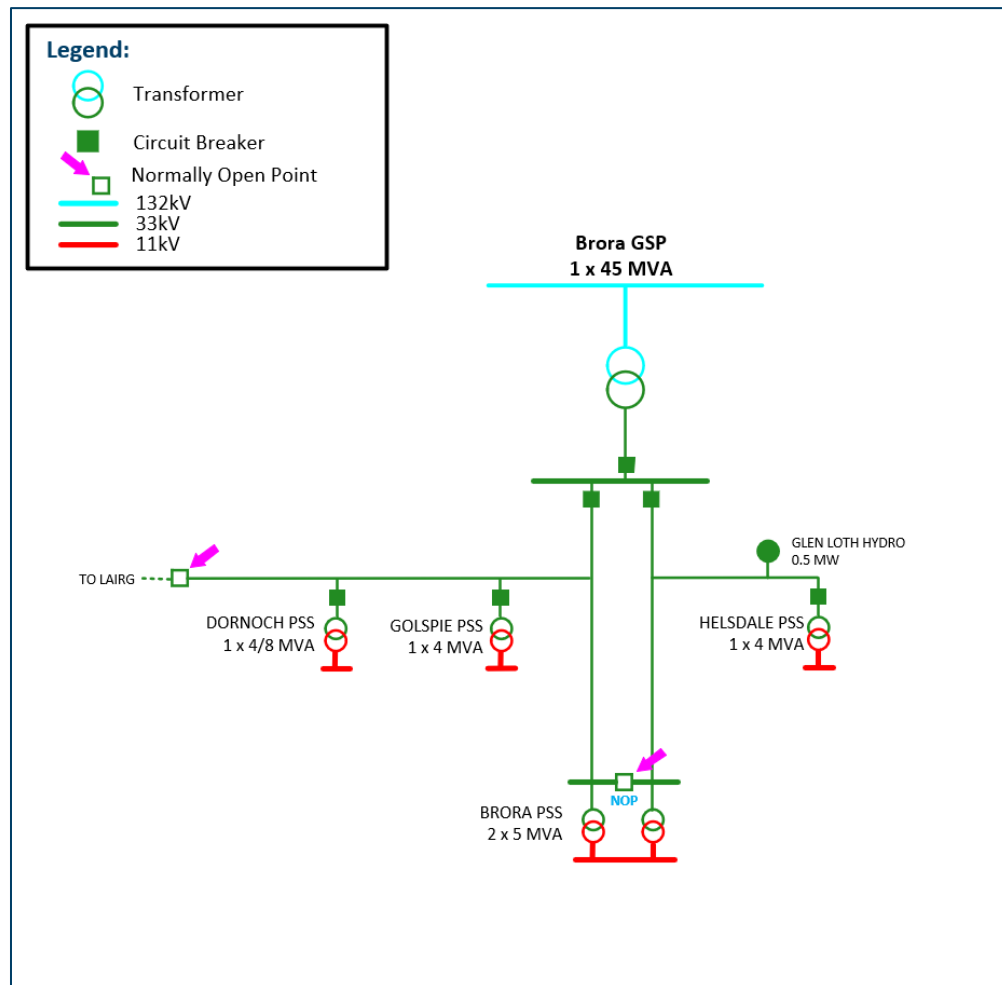 Legend:
Transformer
Circuit Breaker
Normally Open Point
132kV
33kV
11kV
Brora GSP
1 x 45 MVA
GLEN LOTH HYDRO
0.5 MW
TO LAIRG
DORNOCH PSS
1 x 4/8 MVA
GOLSPIE PSS
1 x 4 MVA
HELSDALE PSS
1 x 4 MVA
NOP
BRORA PSS
2 x 5 MVA